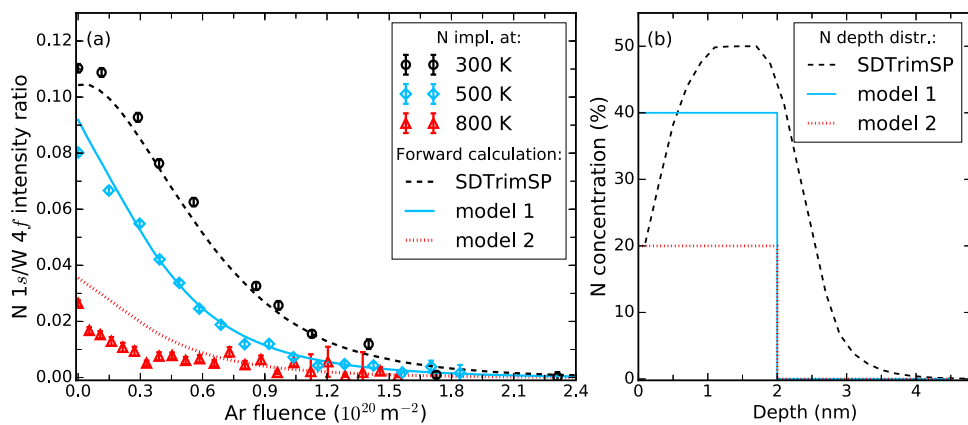 (a)
N 1s/W 4f intensity ratio
0.12
0.10
0.08
0.06
0.04
0.02
0.00
0.0 0.3 0.6 0.9 1.2 1.5 1.8 2.1 2.4
Ar fluence (10²⁰ m⁻²)
N impl. at:
300 K
500 K
800 K
Forward calculation:
SDTrimSP
model 1
model 2
(b)
N concentration (%)
50
40
30
20
10
0
0 1 2 3 4
Depth (nm)
N depth distr.:
SDTrimSP
model 1
model 2